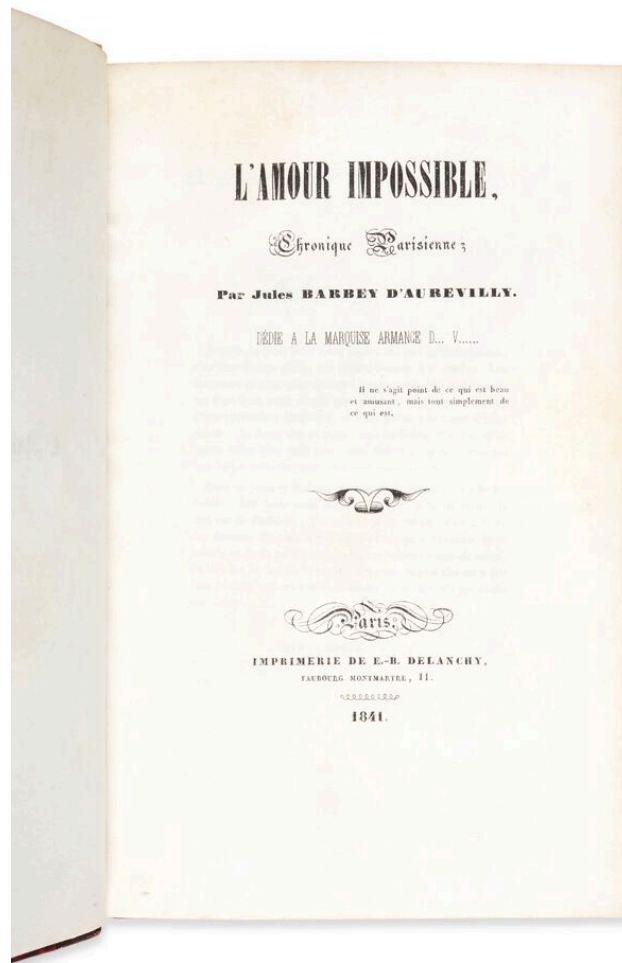 L'AMOUR IMPOSSIBLE,
Chronique Parisienne;
Par Jules BARBEY D'AUREVILLY.
DÉDIE A LA MARQUISE ARMANCE D... V......
Il ne s'agit point de ce qui est beau
et amusant, mais tout simplement de
ce qui est.
Paris,
IMPRIMERIE DE E.-B. DELANCHY,
FAUBOURG MONTMARTRE, 11.
1841.